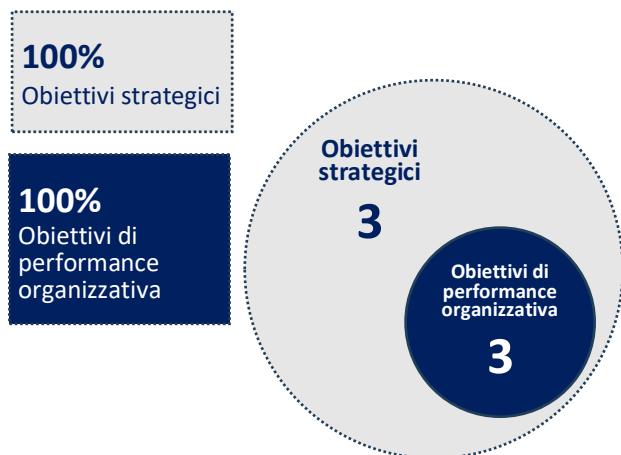 100%
Obiettivi strategici
100%
Obiettivi di
performance
organizzativa
Obiettivi
strategici
3
Obiettivi di
performance
organizzativa
3